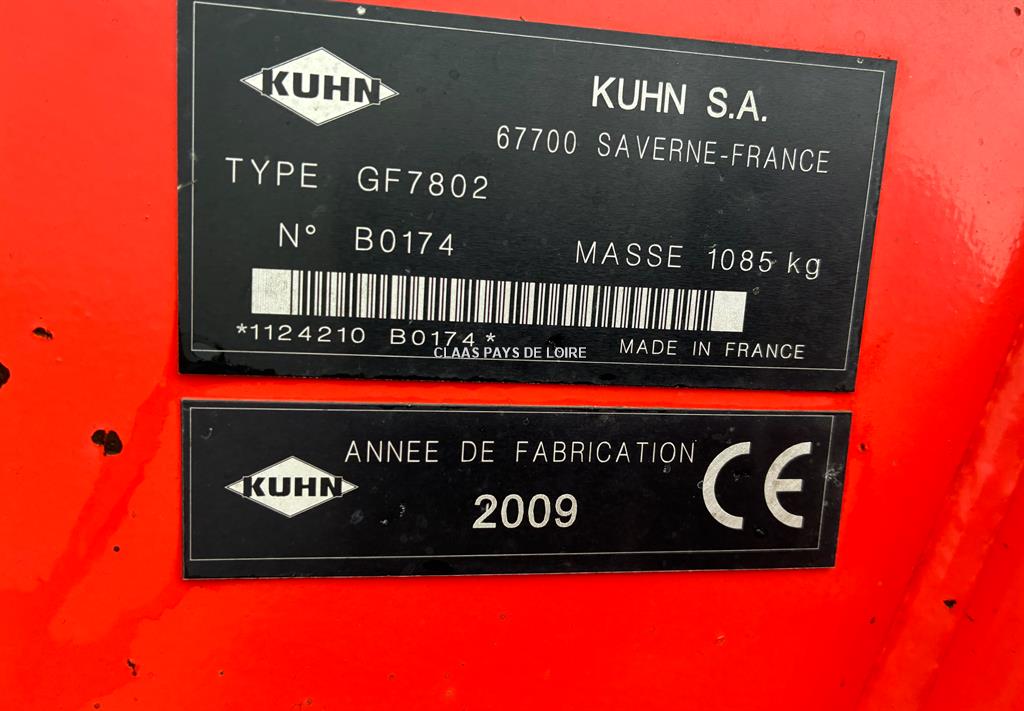 KUHN
KUHN S.A.
67700 SAVERNE-FRANCE
TYPE GF7802
N° B0174 MASSE 1085 kg
*1124210 B0174*
CLAAS PAYS DE LOIRE
MADE IN FRANCE
ANNEE DE FABRICATION
KUHN
2009
CE